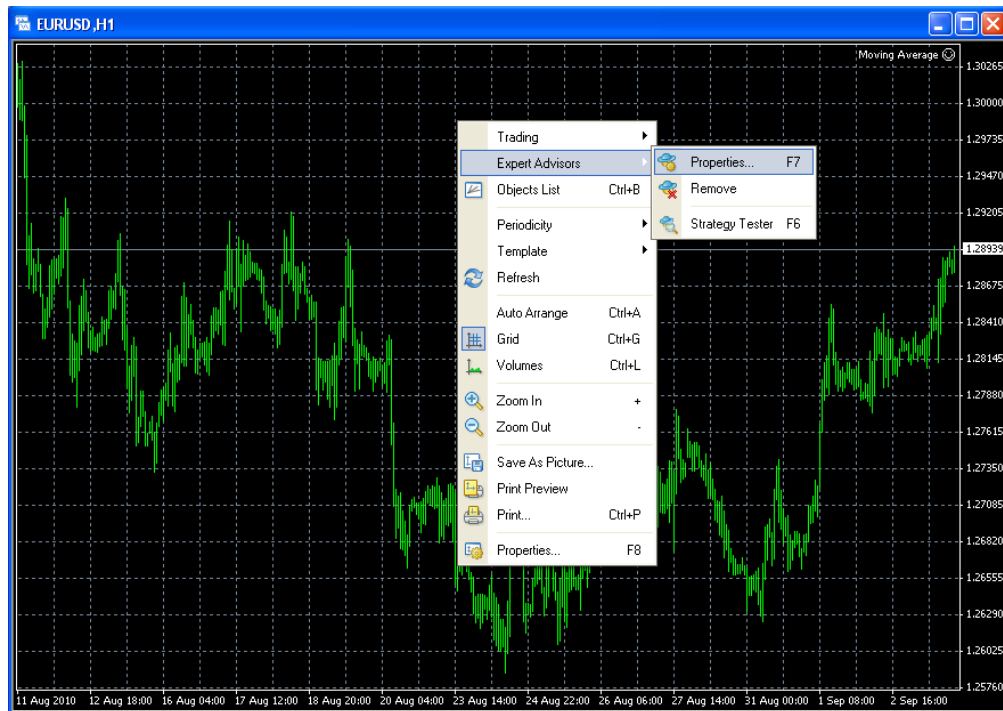 EURUSD,H1
Moving Average
1.30265
1.30000
1.29735
1.29470
1.29205
1.28939
1.28675
1.28410
1.28145
1.27880
1.27615
1.27350
1.27085
1.26820
1.26555
1.26290
1.26025
1.25760
Trading
Expert Advisors
Objects List Ctrl+B
Periodicity
Template
Refresh
Auto Arrange Ctrl+A
Grid Ctrl+G
Volumes Ctrl+L
Zoom In +
Zoom Out -
Save As Picture...
Print Preview
Print... Ctrl+P
Properties... F8
Properties... F7
Remove
Strategy Tester F6
11 Aug 2010 12 Aug 18:00 16 Aug 04:00 17 Aug 12:00 18 Aug 20:00 20 Aug 04:00 23 Aug 14:00 24 Aug 22:00 26 Aug 06:00 27 Aug 14:00 31 Aug 00:00 1 Sep 08:00 2 Sep 16:00